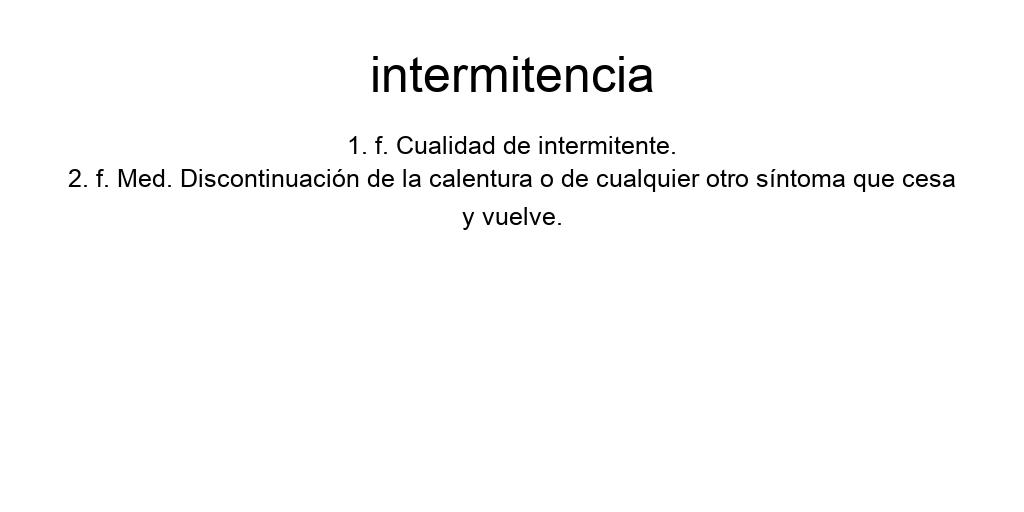 intermitencia
1. f. Cualidad de intermitente.
2. f. Med. Discontinuación de la calentura o de cualquier otro síntoma que cesa
y vuelve.